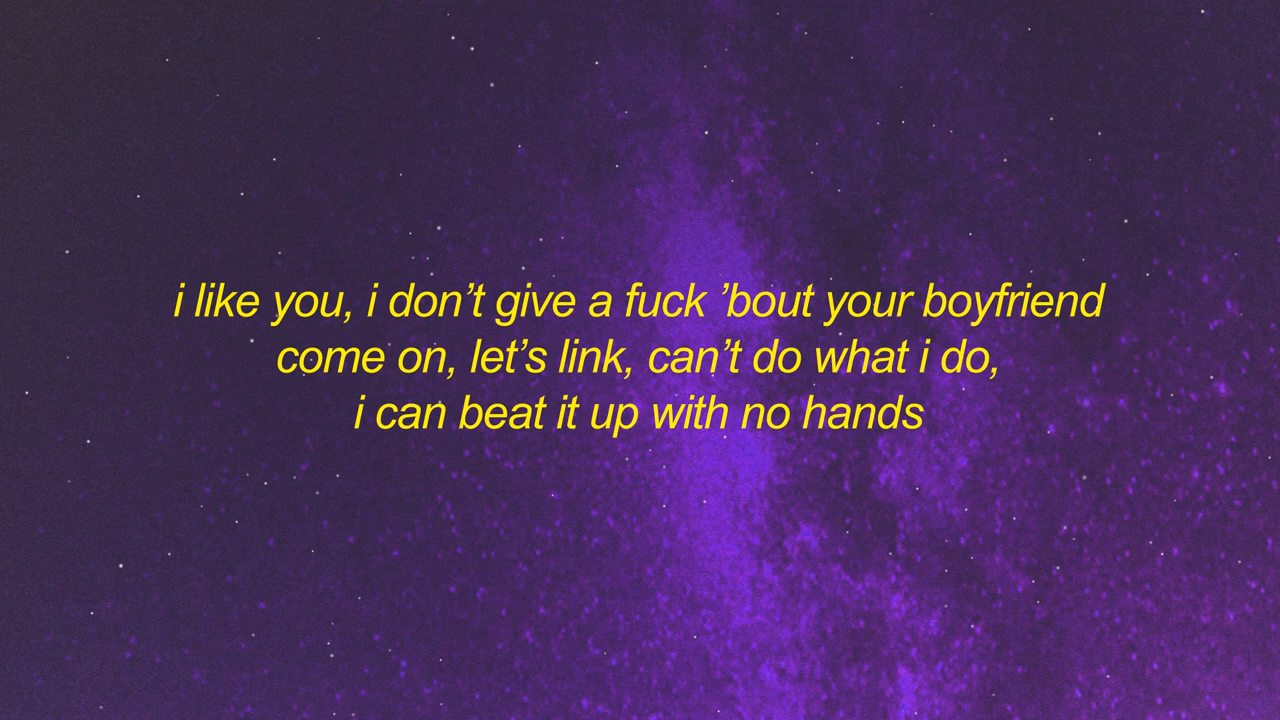 i like you, i don’t give a fuck ’bout your boyfriend
come on, let’s link, can’t do what i do,
i can beat it up with no hands